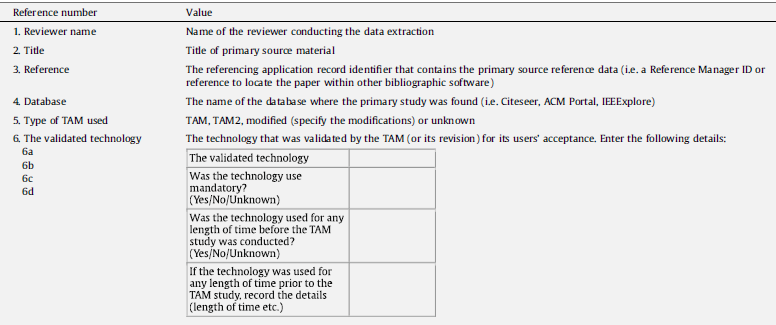 Reference number Value
1. Reviewer name Name of the reviewer conducting the data extraction
2. Title Title of primary source material
3. Reference The referencing application record identifier that contains the primary source reference data (i.e. a Reference Manager ID or
reference to locate the paper within other bibliographic software)
4. Database The name of the database where the primary study was found (i.e. Citeseer, ACM Portal, IEEExplore)
5. Type of TAM used TAM, TAM2, modified (specify the modifications) or unknown
6. The validated technology The technology that was validated by the TAM (or its revision) for its users' acceptance. Enter the following details:
6a
6b
6c
6d
The validated technology
Was the technology use
mandatory?
(Yes/No/Unknown)
Was the technology used for any
length of time before the TAM
study was conducted?
(Yes/No/Unknown)
If the technology was used for
any length of time prior to the
TAM study, record the details
(length of time etc.)